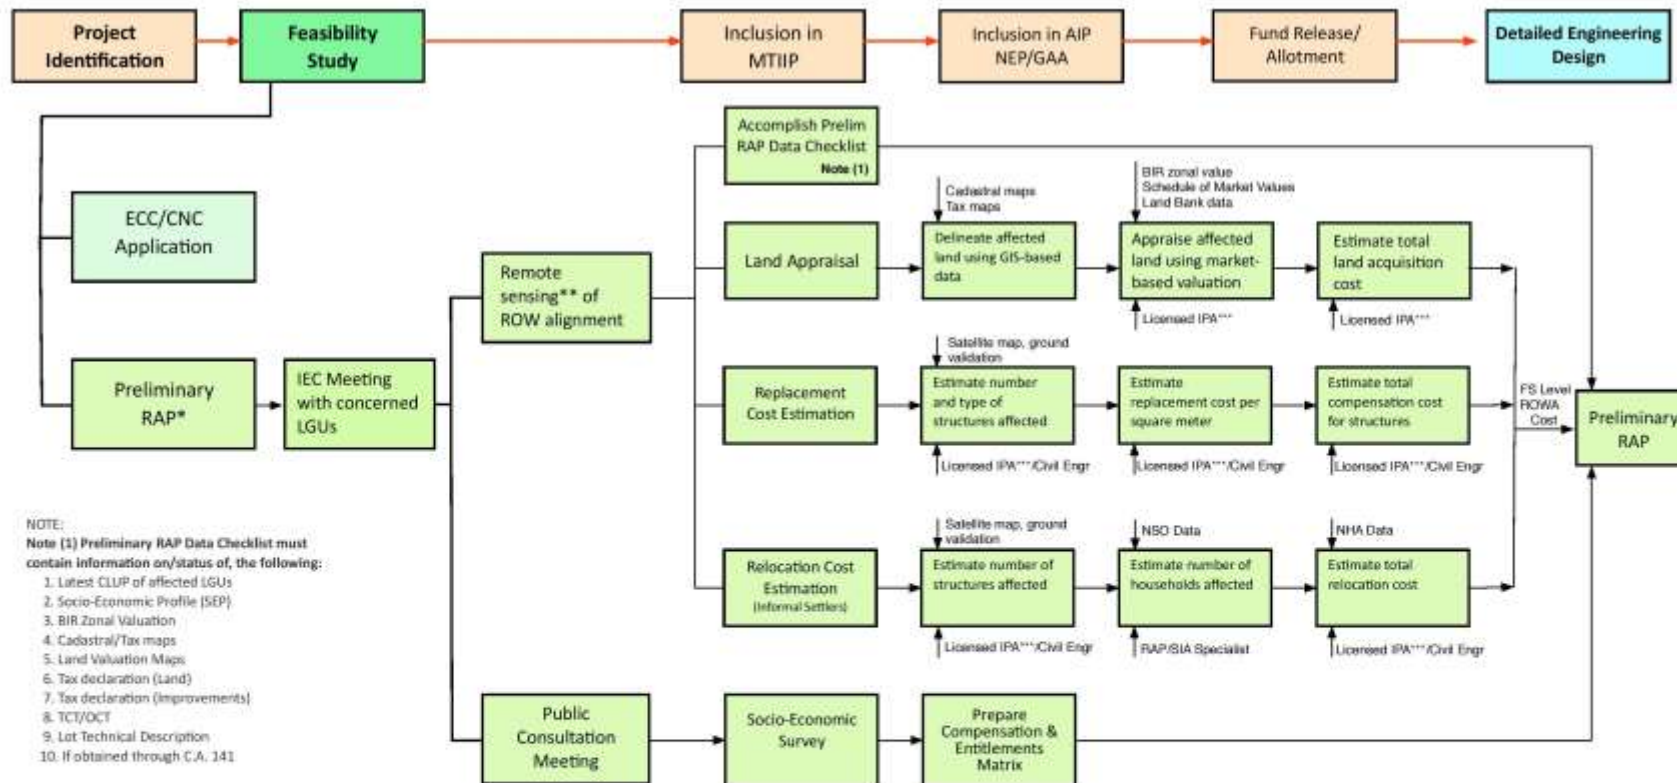 Project
Identification
Feasibility
Study
Inclusion in
MTIIP
Inclusion in AIP
NEP/GAA
Fund Release/
Allotment
Detailed Engineering
Design
Accomplish Prelim
RAP Data Checklist
Note (1)
ECC/CNC
Application
Remote
sensing** of
ROW alignment
Land Appraisal
Cadastral maps
Tax maps
Delineate affected
land using GIS-based
data
BIR zonal value
Schedule of Market Values
Land Bank data
Appraise affected
land using market-
based valuation
Licensed IPA***
Estimate total
land acquisition
cost
Licensed IPA***
Preliminary
RAP*
IEC Meeting
with concerned
LGUs
Replacement
Cost Estimation
Satellite map, ground
validation
Estimate number
and type of
structures affected
Licensed IPA***/Civil Engr
Estimate
replacement cost per
square meter
Licensed IPA***/Civil Engr
Estimate total
compensation cost
for structures
Licensed IPA***/Civil Engr
FS Level
ROWA
Cost
Preliminary
RAP
Relocation Cost
Estimation
(Informal Settlers)
Satellite map, ground
validation
Estimate number of
structures affected
Licensed IPA***/Civil Engr
NSO Data
Estimate number of
households affected
RAP/SIA Specialist
NHA Data
Estimate total
relocation cost
Licensed IPA***/Civil Engr
Public
Consultation
Meeting
Socio-Economic
Survey
Prepare
Compensation &
Entitlements
Matrix
NOTE:
Note (1) Preliminary RAP Data Checklist must
contain information on/status of, the following:
1. Latest CLUP of affected LGUs
2. Socio-Economic Profile (SEP)
3. BIR Zonal Valuation
4. Cadastral/Tax maps
5. Land Valuation Maps
6. Tax declaration (Land)
7. Tax declaration (Improvements)
8. TCT/OCT
9. Lot Technical Description
10. If obtained through C.A. 141